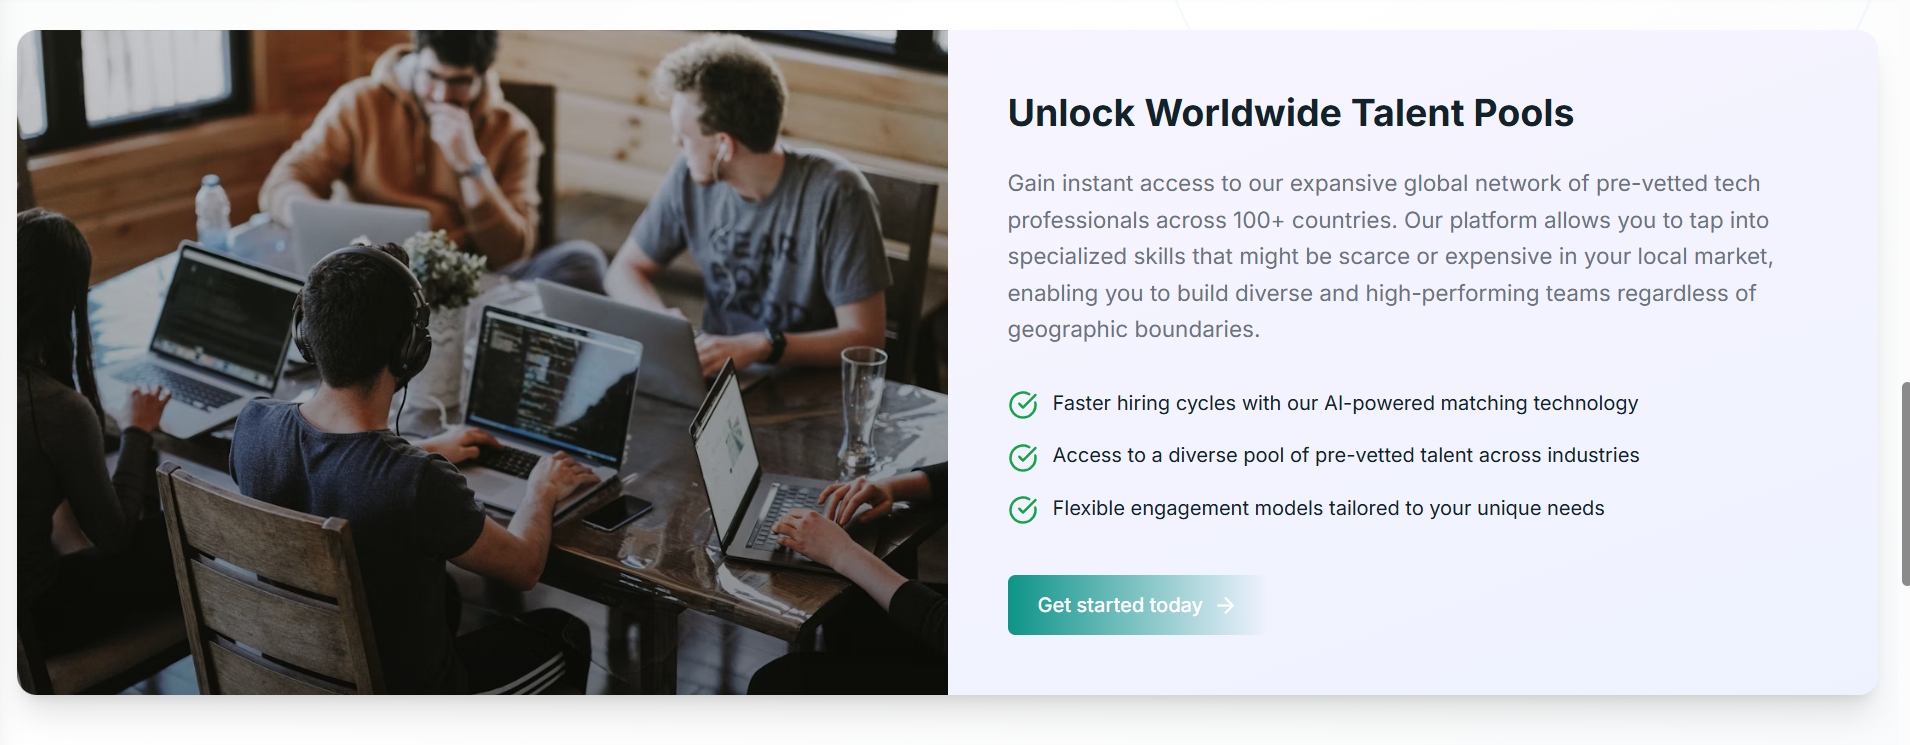 Unlock Worldwide Talent Pools
Gain instant access to our expansive global network of pre-vetted tech
professionals across 100+ countries. Our platform allows you to tap into
specialized skills that might be scarce or expensive in your local market,
enabling you to build diverse and high-performing teams regardless of
geographic boundaries.
Faster hiring cycles with our AI-powered matching technology
Access to a diverse pool of pre-vetted talent across industries
Flexible engagement models tailored to your unique needs
Get started today